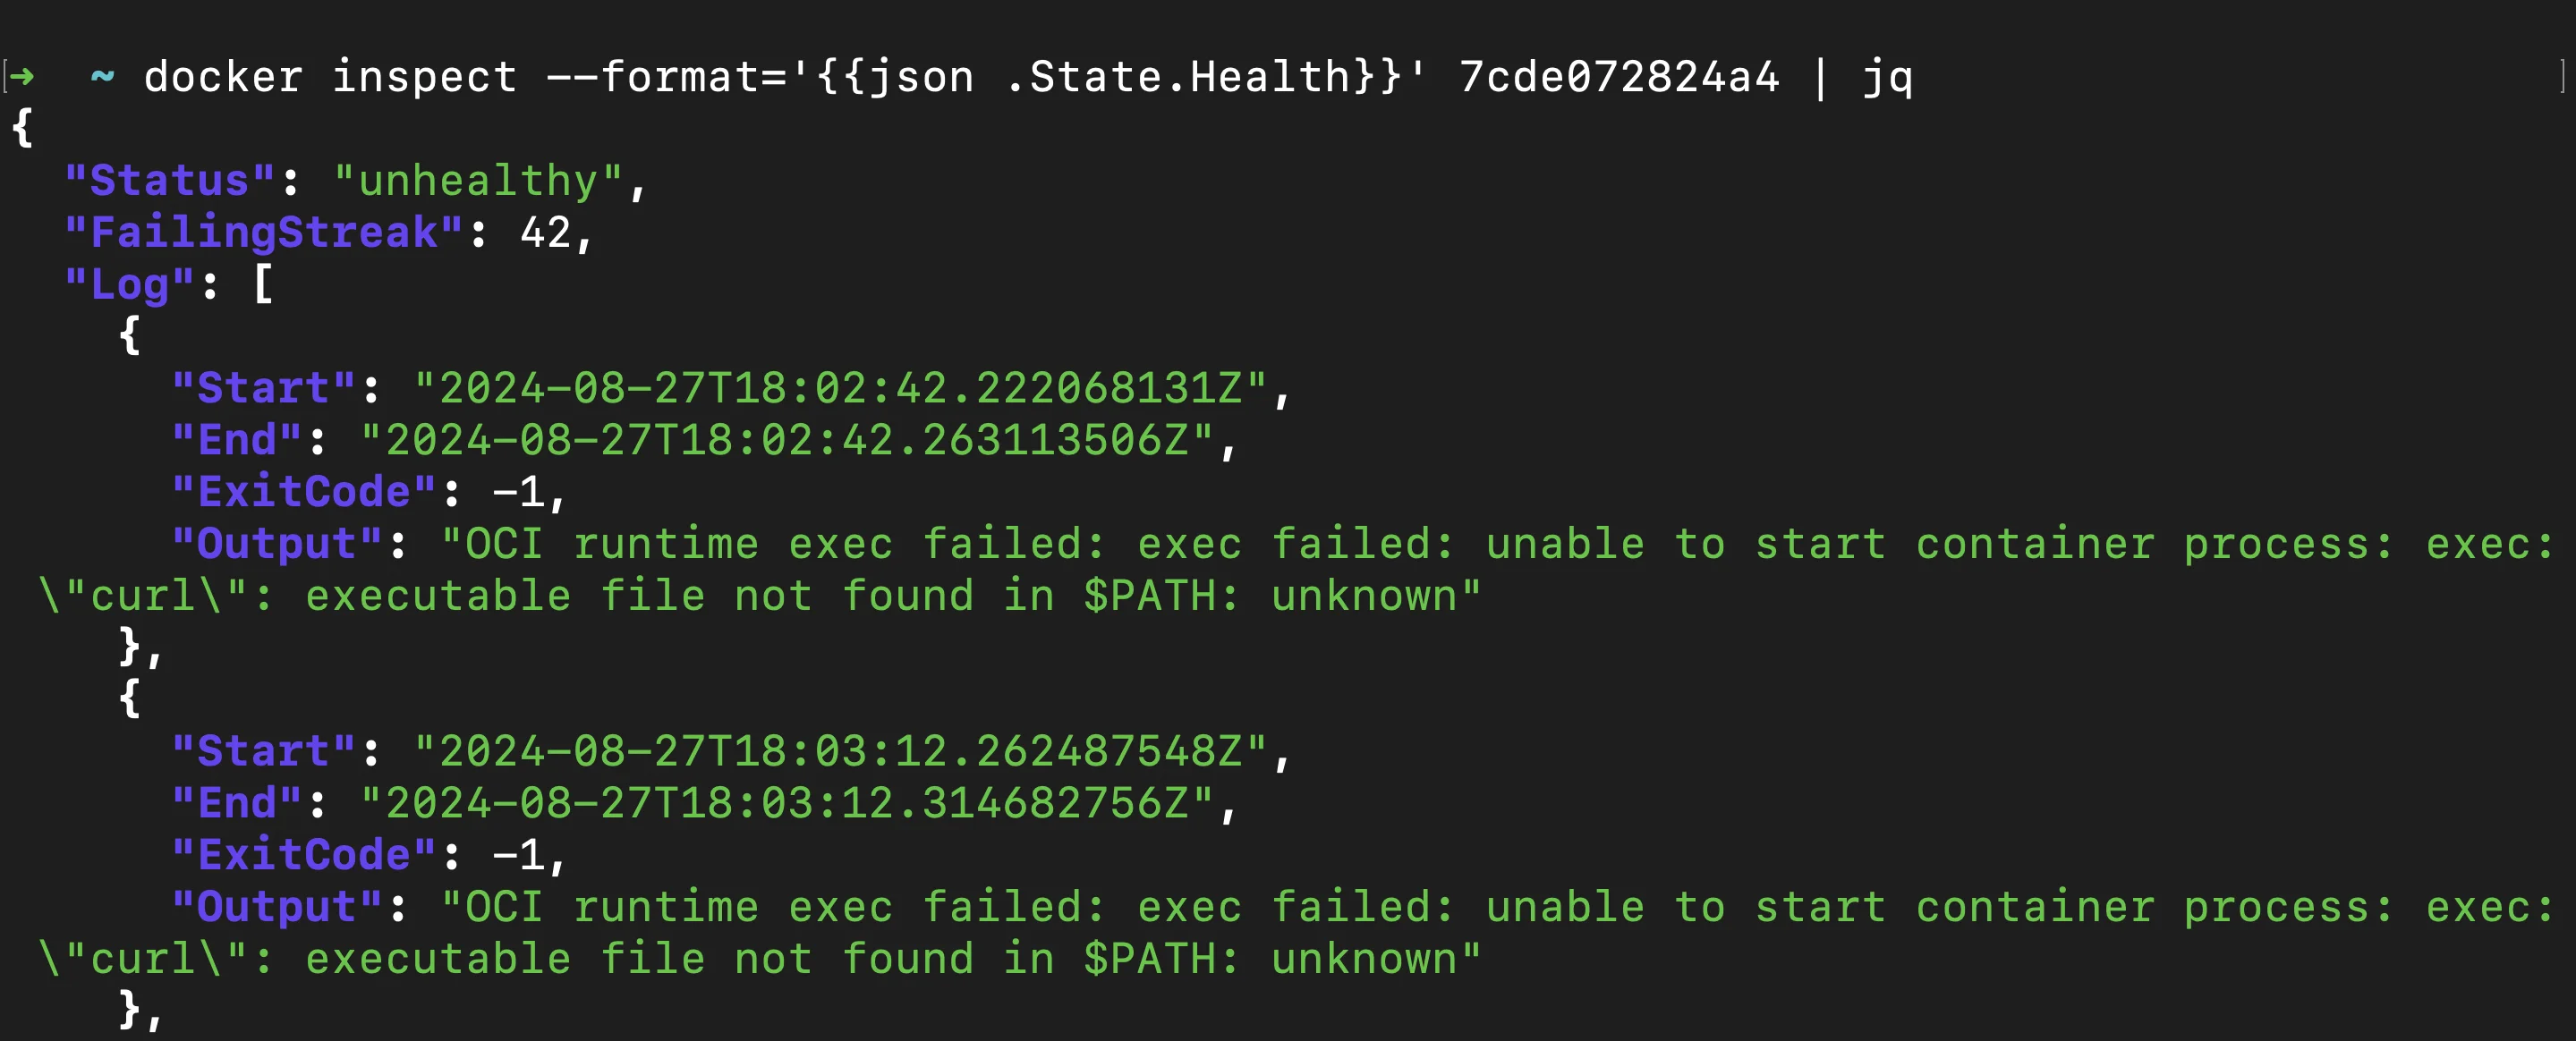 [➜  ~ docker inspect --format='{{json .State.Health}}' 7cde072824a4 | jq ]
{
  "Status": "unhealthy",
  "FailingStreak": 42,
  "Log": [
    {
      "Start": "2024-08-27T18:02:42.222068131Z",
      "End": "2024-08-27T18:02:42.263113506Z",
      "ExitCode": -1,
      "Output": "OCI runtime exec failed: exec failed: unable to start container process: exec:
 \"curl\": executable file not found in $PATH: unknown"
    },
    {
      "Start": "2024-08-27T18:03:12.262487548Z",
      "End": "2024-08-27T18:03:12.314682756Z",
      "ExitCode": -1,
      "Output": "OCI runtime exec failed: exec failed: unable to start container process: exec:
 \"curl\": executable file not found in $PATH: unknown"
    },